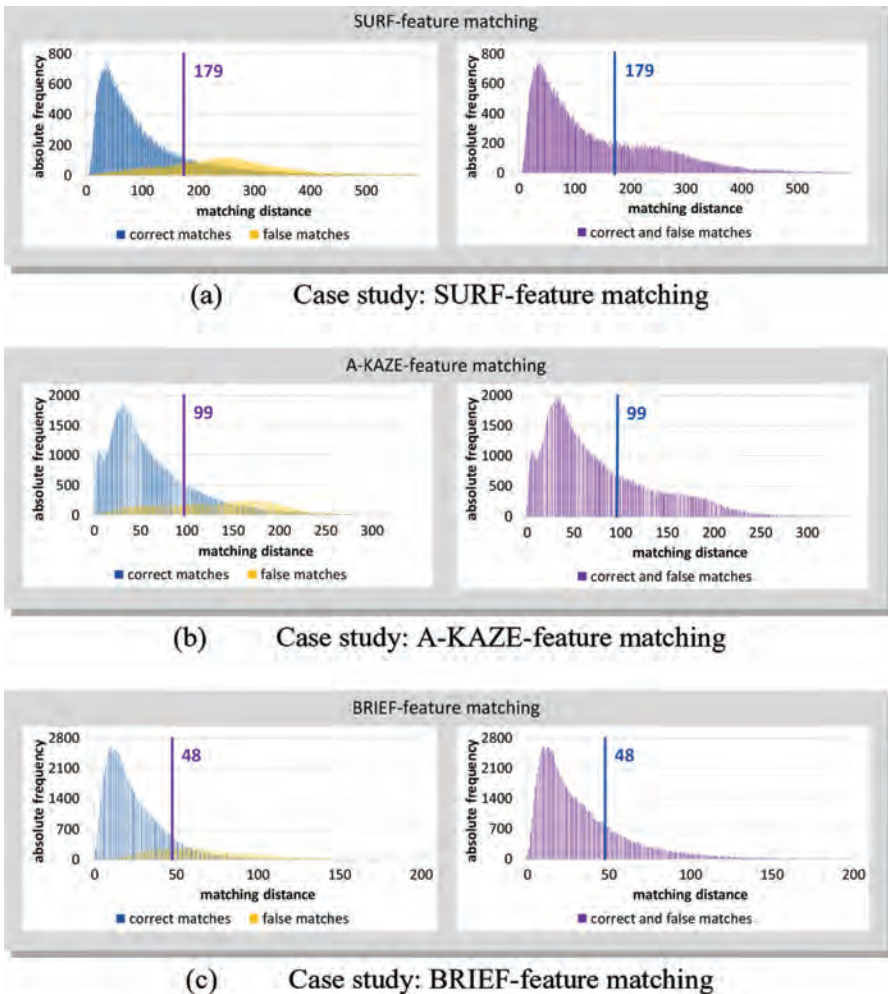 SURF-feature matching
absolute frequency
800
600
400
200
0
179
0 100 200 300 400 500
matching distance
correct matches false matches
absolute frequency
800
600
400
200
0
179
0 100 200 300 400 500
matching distance
correct and false matches
(a) Case study: SURF-feature matching
A-KAZE-feature matching
absolute frequency
2000
1500
1000
500
0
99
0 50 100 150 200 250 300
matching distance
correct matches false matches
absolute frequency
2000
1500
1000
500
0
99
0 50 100 150 200 250 300
matching distance
correct and false matches
(b) Case study: A-KAZE-feature matching
BRIEF-feature matching
absolute frequency
2800
2100
1400
700
0
48
0 50 100 150 200
matching distance
correct matches false matches
absolute frequency
2800
2100
1400
700
0
48
0 50 100 150 200
matching distance
correct and false matches
(c) Case study: BRIEF-feature matching